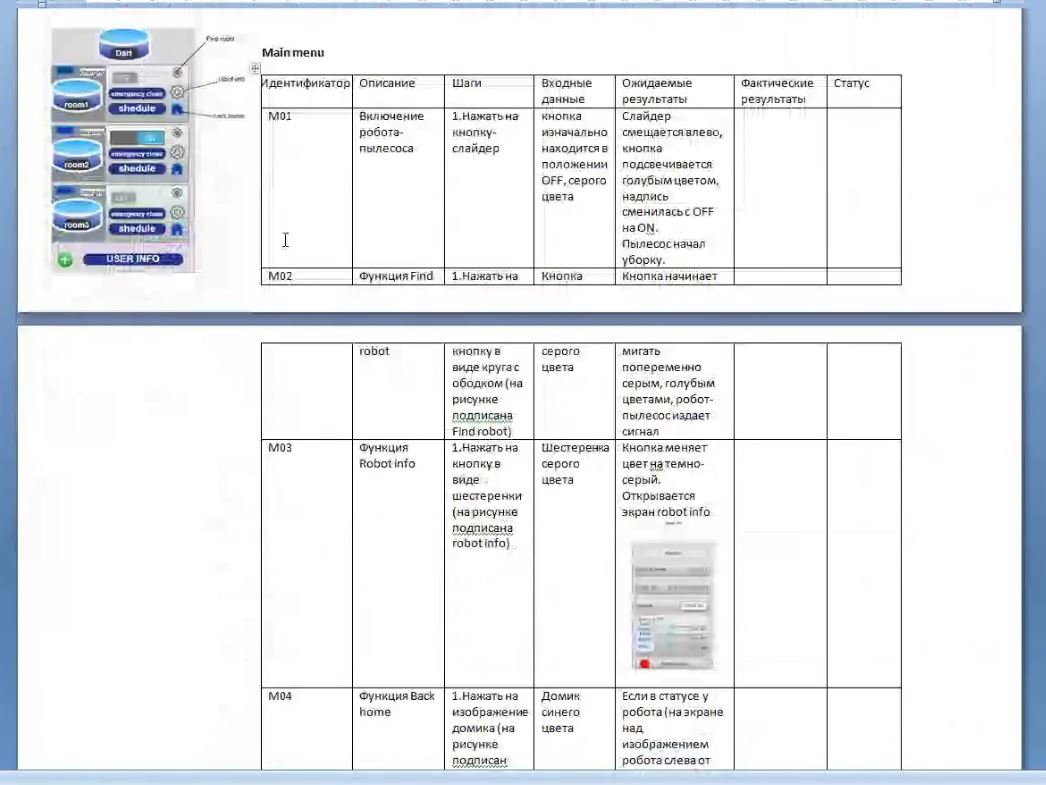 Dart
Find robot
Main menu
Идентификатор Описание Шаги Входные данные Ожидаемые результаты Фактические результаты Статус
room1
emergency clean
shedule
ON
room2
emergency clean
shedule
room3
emergency clean
shedule
USER INFO
M01
Включение
робота-
пылесоса
1.Нажать на
кнопку-
слайдер
кнопка
изначально
находится в
положении
OFF, серого
цвета
Слайдер
смещается влево,
кнопка
подсвечивается
голубым цветом,
надпись
сменилась с OFF
на ON.
Пылесос начал
уборку.
M02
Функция Find
1.Нажать на
Кнопка
Кнопка начинает
robot
кнопку в
виде круга с
ободком (на
рисунке
подписана
Find robot)
серого
цвета
мигать
попеременно
серым, голубым
цветами, робот-
пылесос издает
сигнал
M03
Функция
Robot info
1.Нажать на
кнопку в
виде
шестеренки
(на рисунке
подписана
robot info)
Шестеренка
серого
цвета
Кнопка меняет
цвет на темно-
серый.
Открывается
экран robot info
M04
Функция Back
home
1.Нажать на
изображение
домика (на
рисунке
подписан
Домик
синего
цвета
Если в статусе у
робота (на экране
над
изображением
робота слева от